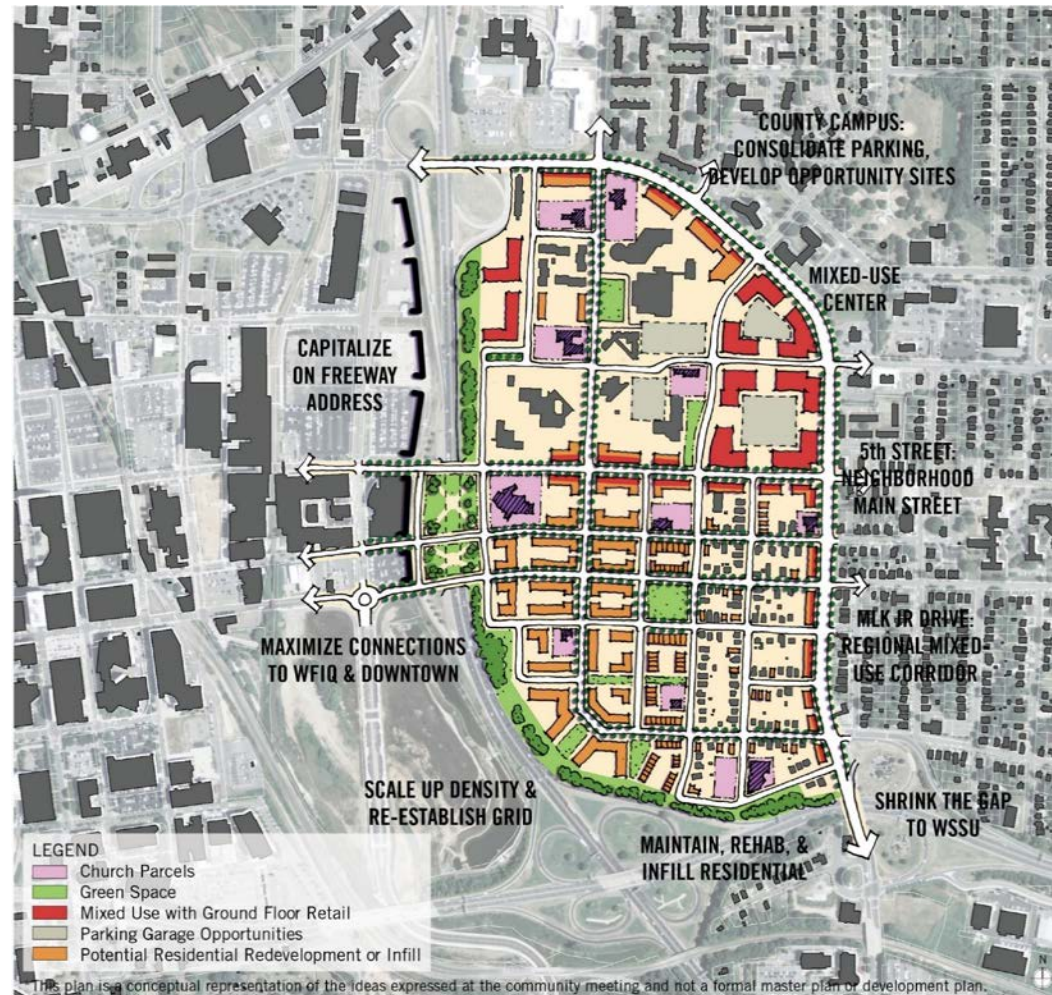 COUNTY CAMPUS:
CONSOLIDATE PARKING,
DEVELOP OPPORTUNITY SITES
MIXED-USE
CENTER
CAPITALIZE
ON FREEWAY
ADDRESS
5th STREET:
NEIGHBORHOOD
MAIN STREET
MLK JR DRIVE:
REGIONAL MIXED-
USE CORRIDOR
MAXIMIZE CONNECTIONS
TO WFIQ & DOWNTOWN
SCALE UP DENSITY &
RE-ESTABLISH GRID
SHRINK THE GAP
TO WSSU
MAINTAIN, REHAB, &
INFILL RESIDENTIAL
LEGEND
Church Parcels
Green Space
Mixed Use with Ground Floor Retail
Parking Garage Opportunities
Potential Residential Redevelopment or Infill
N
This plan is a conceptual representation of the ideas expressed at the community meeting and not a formal master plan or development plan.